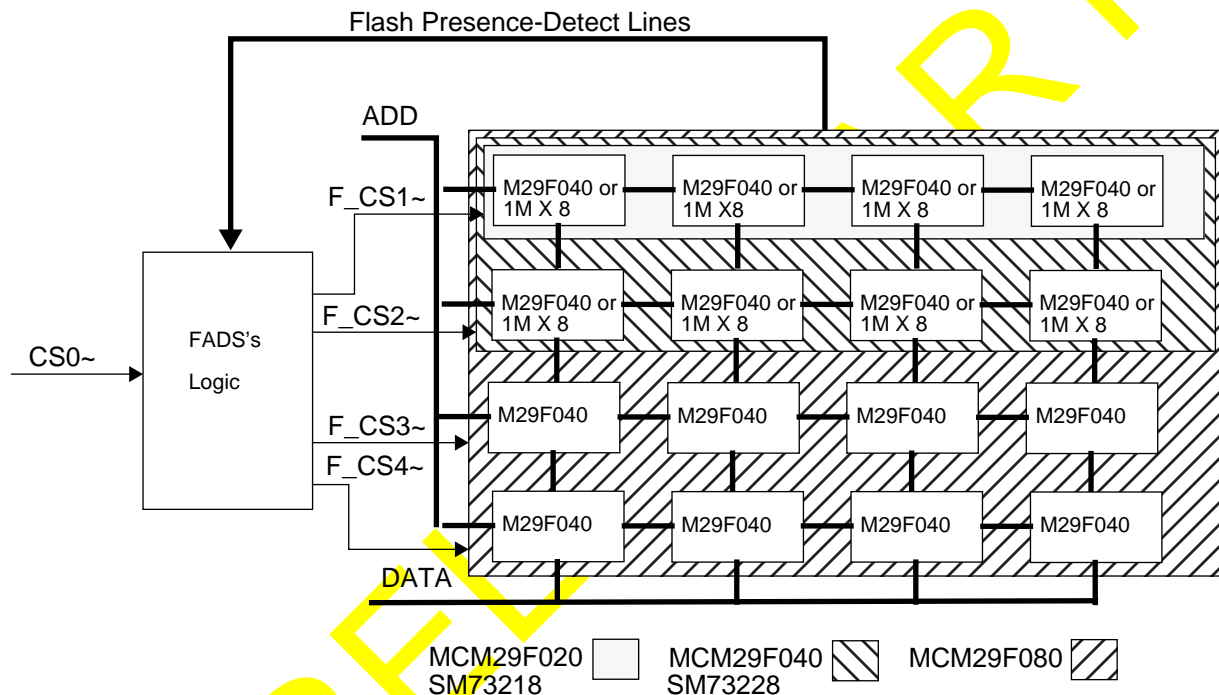 Flash Presence-Detect Lines
ADD
M29F040 or
1M X 8
M29F040 or
1M X8
M29F040 or
1M X 8
M29F040 or
1M X 8
F_CS1~
M29F040 or
1M X 8
M29F040 or
1M X 8
M29F040 or
1M X 8
M29F040 or
1M X 8
F_CS2~
FADS's
Logic
CS0~
F_CS3~
M29F040
M29F040
M29F040
M29F040
F_CS4~
M29F040
M29F040
M29F040
M29F040
DATA
MCM29F020
SM73218
MCM29F040
SM73228
MCM29F080